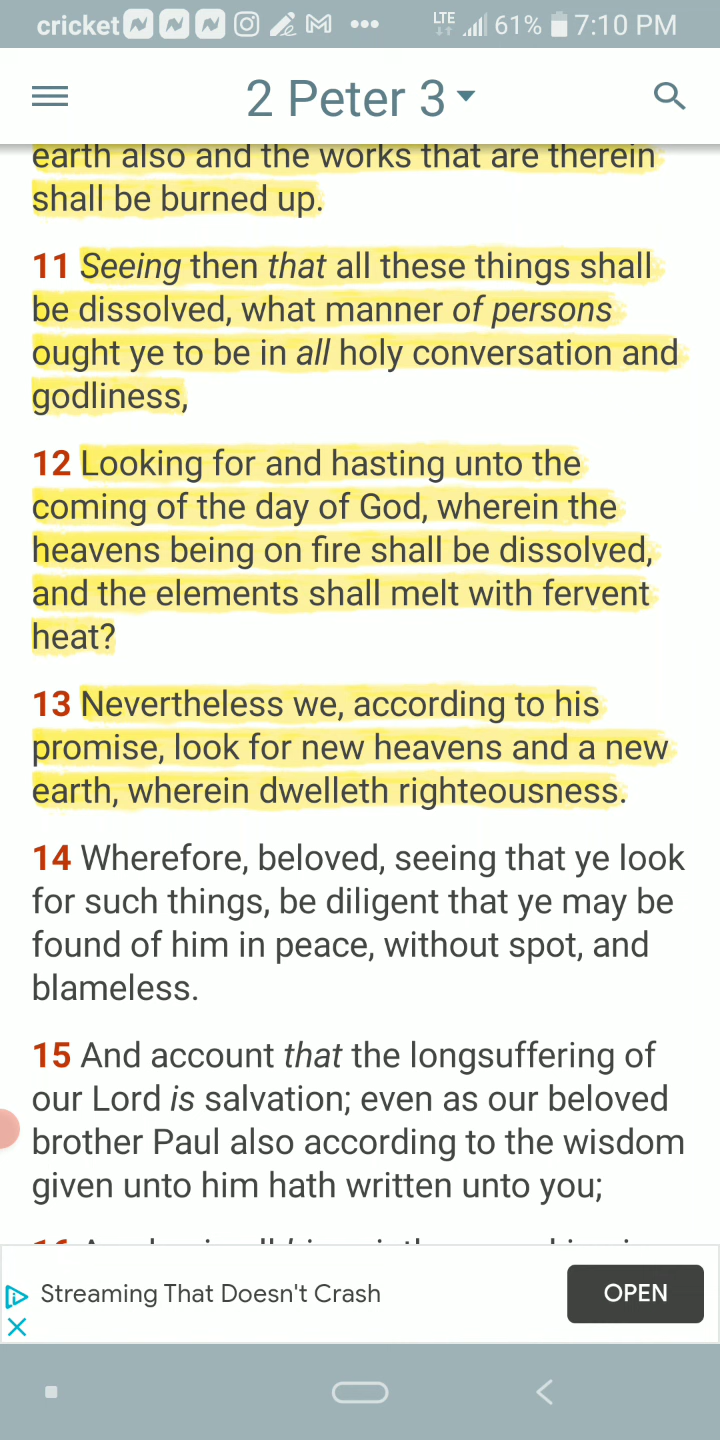 cricket LTE 61% 7:10 PM
2 Peter 3
earth also and the works that are therein
shall be burned up.
11 Seeing then that all these things shall
be dissolved, what manner of persons
ought ye to be in all holy conversation and
godliness,
12 Looking for and hasting unto the
coming of the day of God, wherein the
heavens being on fire shall be dissolved,
and the elements shall melt with fervent
heat?
13 Nevertheless we, according to his
promise, look for new heavens and a new
earth, wherein dwelleth righteousness.
14 Wherefore, beloved, seeing that ye look
for such things, be diligent that ye may be
found of him in peace, without spot, and
blameless.
15 And account that the longsuffering of
our Lord is salvation; even as our beloved
brother Paul also according to the wisdom
given unto him hath written unto you;
Streaming That Doesn't Crash
OPEN